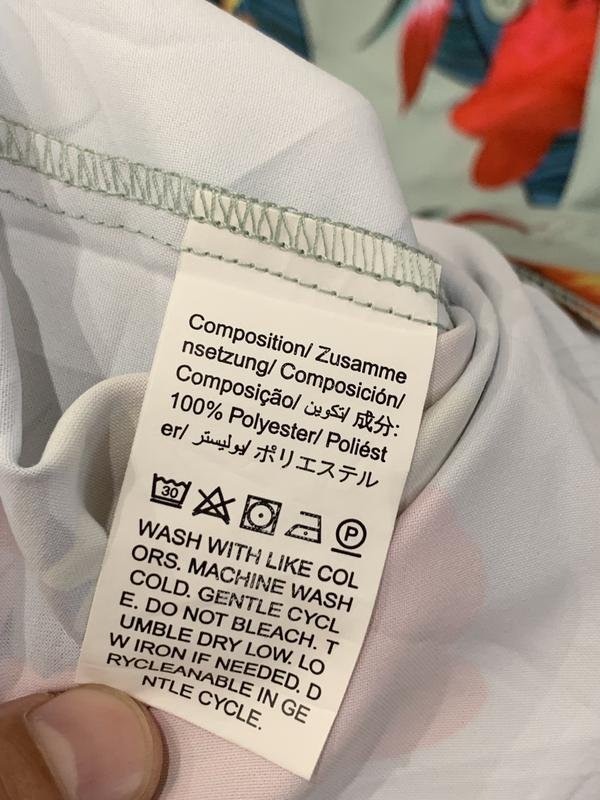 Composition/ Zusamme
nsetzung/ Composición/
Composição/ تكوين/ 成分:
100% Polyester/ Poliést
er/ بوليستر/ ポリエステル
30 P
WASH WITH LIKE COL
ORS. MACHINE WASH
COLD. GENTLE CYCL
E. DO NOT BLEACH. T
UMBLE DRY LOW. LO
W IRON IF NEEDED. D
RYCLEANABLE IN GE
NTLE CYCLE.